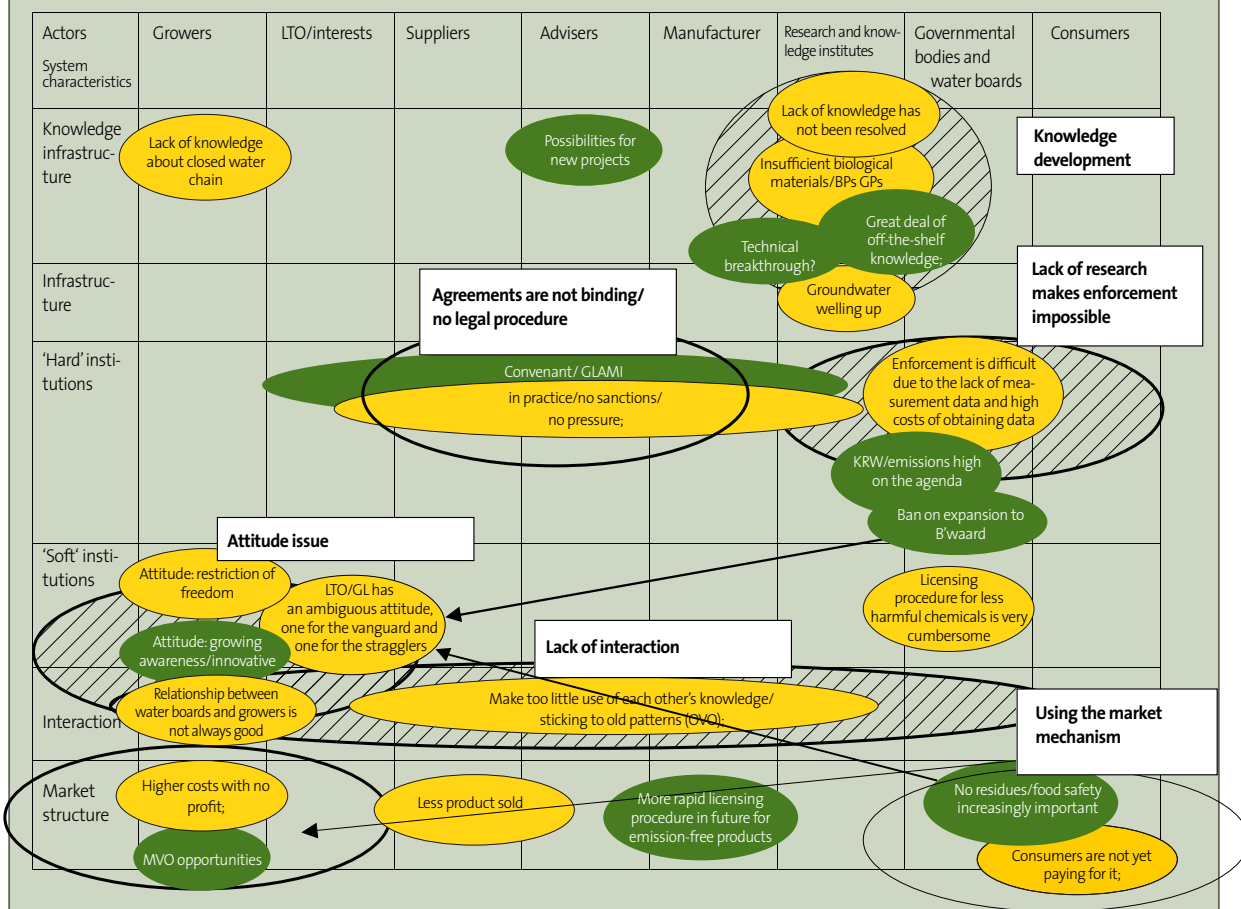 Actors
System
characteristics
Growers
LTO/interests
Suppliers
Advisers
Manufacturer
Research and know-
ledge institutes
Governmental
bodies and
water boards
Consumers
Knowledge
infrastruc-
ture
Lack of knowledge
about closed water
chain
Possibilities for
new projects
Lack of knowledge has
not been resolved
Insufficient biological
materials/BPs GPs
Great deal of
off-the-shelf
knowledge;
Technical
breakthrough?
Knowledge
development
Infrastruc-
ture
Groundwater
welling up
Agreements are not binding/
no legal procedure
Lack of research
makes enforcement
impossible
‘Hard’ insti-
tutions
Convenant/ GLAMI
in practice/no sanctions/
no pressure;
Enforcement is difficult
due to the lack of mea-
surement data and high
costs of obtaining data
KRW/emissions high
on the agenda
Ban on expansion to
B’waard
Attitude issue
‘Soft‘ insti-
tutions
Attitude: restriction of
freedom
LTO/GL has
an ambiguous attitude,
one for the vanguard and
one for the stragglers
Attitude: growing
awareness/innovative
Licensing
procedure for less
harmful chemicals is very
cumbersome
Lack of interaction
Interaction
Relationship between
water boards and growers is
not always good
Make too little use of each other’s knowledge/
sticking to old patterns (OVO);
Using the market
mechanism
Market
structure
Higher costs with no
profit;
MVO opportunities
Less product sold
More rapid licensing
procedure in future for
emission-free products
No residues/food safety
increasingly important
Consumers are not yet
paying for it;